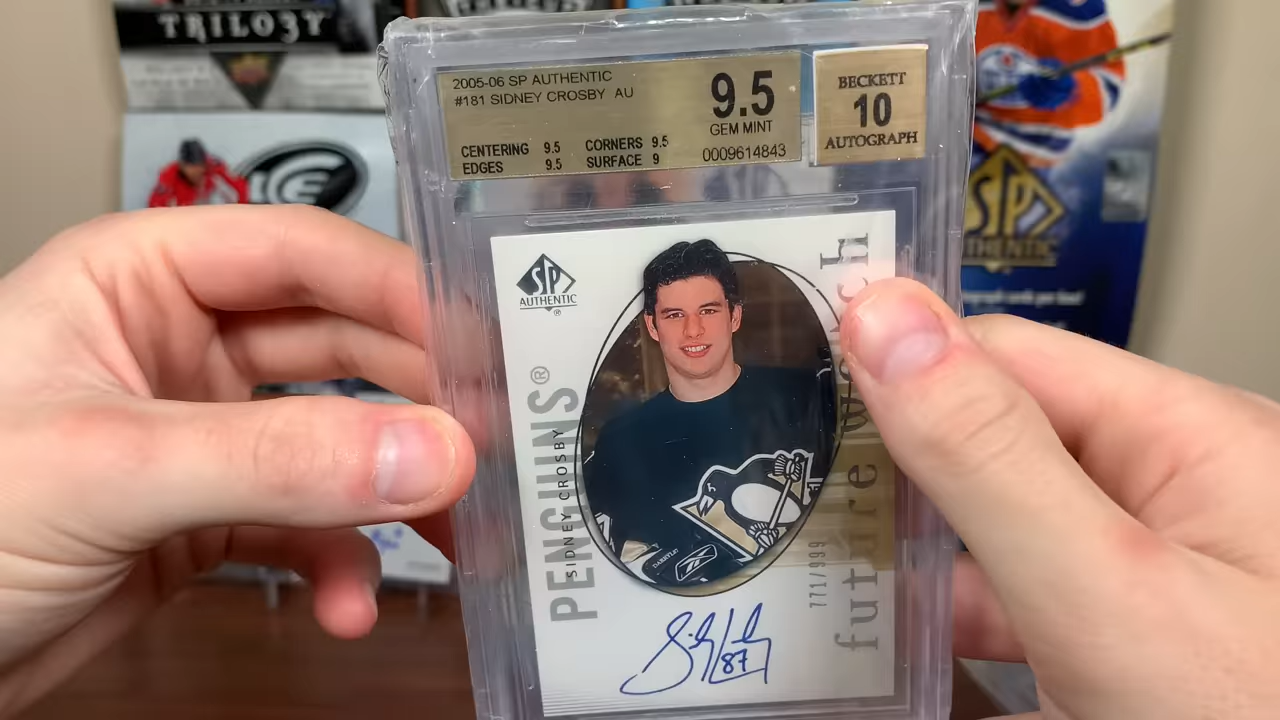 TRILO3Y
2005-06 SP AUTHENTIC
#181 SIDNEY CROSBY AU
CENTERING 9.5 CORNERS 9.5
EDGES 9.5 SURFACE 9
9.5
GEM MINT
0009614843
BECKETT
10
AUTOGRAPH
ICE
SP
AUTHENTIC
SP
AUTHENTIC
®
PENGUINS®
SIDNEY CROSBY
future watch
771/999
87